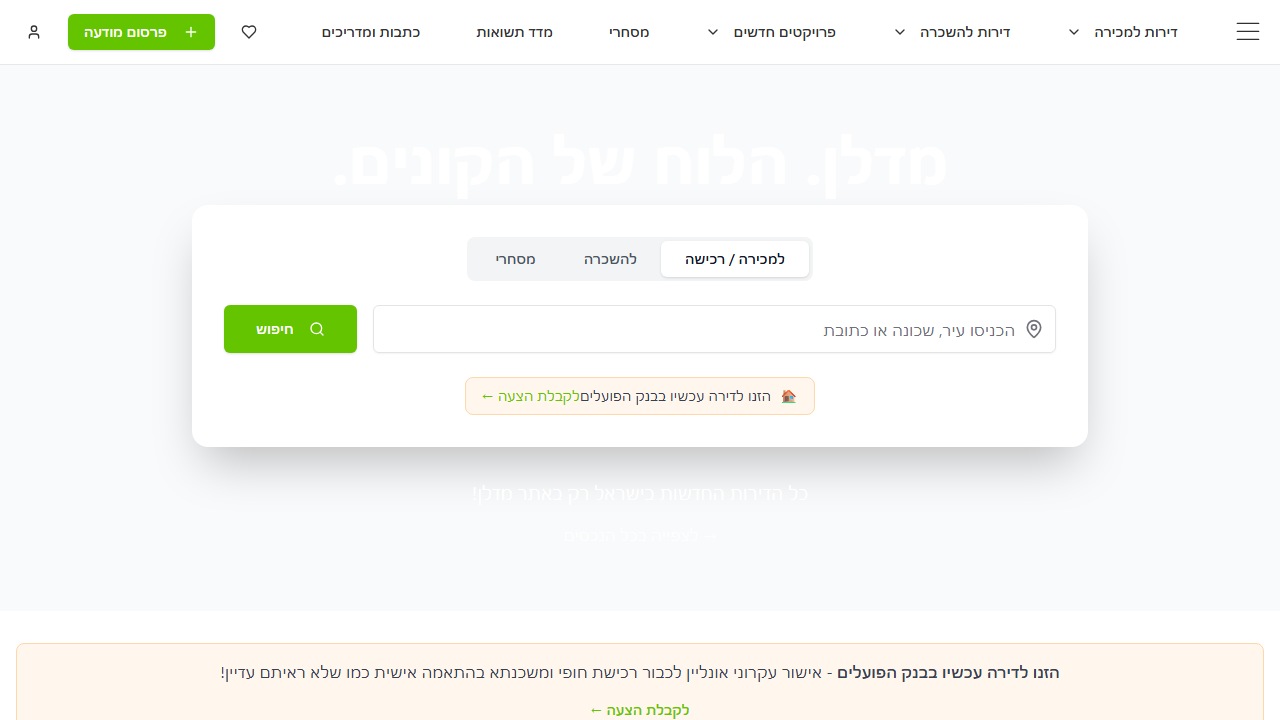 דירות למכירה
דירות להשכרה
פרויקטים חדשים
מסחרי
מדד תשואות
כתבות ומדריכים
פרסום מודעה
מדלן. הלוח של הקונים.
למכירה / רכישה
להשכרה
מסחרי
הכניסו עיר, שכונה או כתובת
חיפוש
🏠 הזנו לדירה עכשיו בבנק הפועלים לקבלת הצעה ←
כל הדירות החדשות בישראל רק באתר מדלן!
הזנו לדירה עכשיו בבנק הפועלים - אישור עקרוני אונליין לכבור רכישת חופי ומשכנתא בהתאמה אישית כמו שלא ראיתם עדיין!
לקבלת הצעה ←